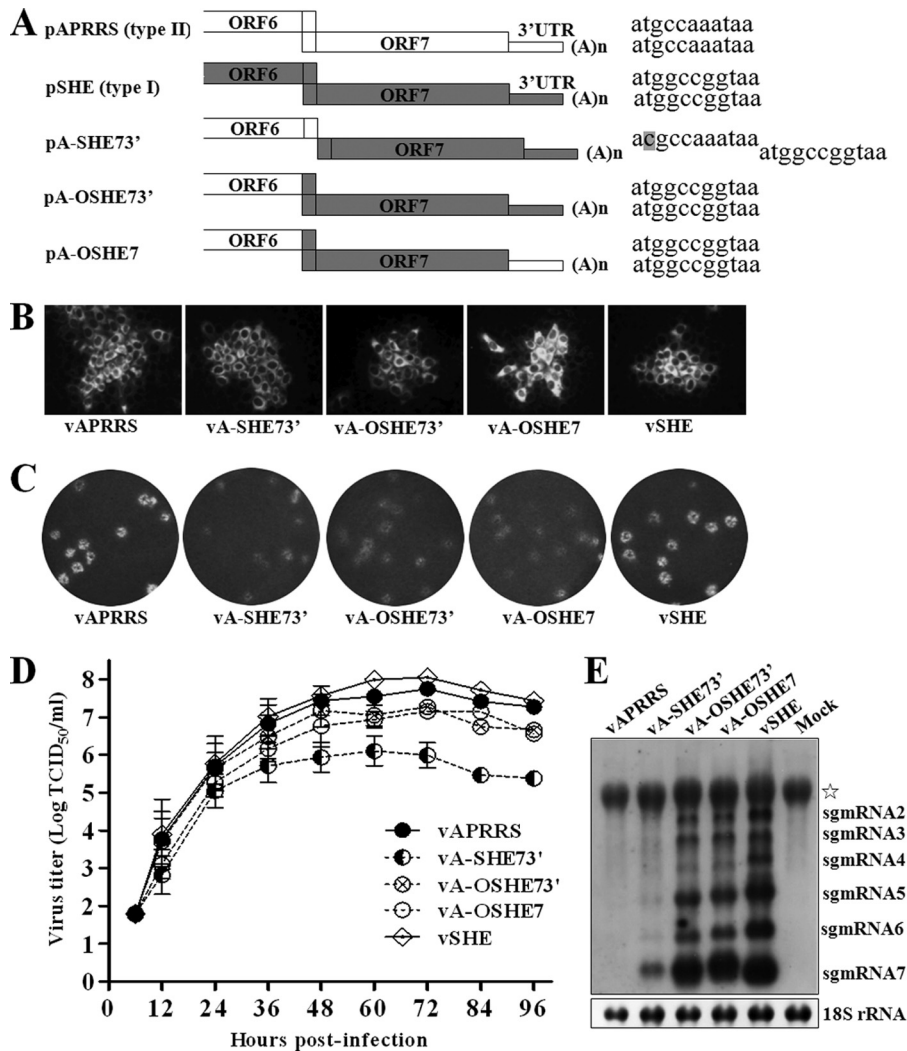 A
pAPRRS (type II)
ORF6
ORF7
3'UTR
(A)n
atgccaaataa
atgccaaataa
pSHE (type I)
ORF6
ORF7
3'UTR
(A)n
atggccggtaa
atggccggtaa
pA-SHE73'
ORF6
ORF7
(A)n
acgccaaataa
atggccggtaa
pA-OSHE73'
ORF6
ORF7
(A)n
atggccggtaa
atggccggtaa
pA-OSHE7
ORF6
ORF7
(A)n
atggccggtaa
atggccggtaa
B
vAPRRS
vA-SHE73'
vA-OSHE73'
vA-OSHE7
vSHE
C
vAPRRS
vA-SHE73'
vA-OSHE73'
vA-OSHE7
vSHE
D
Virus titer (Log TCID50/ml)
8
7
6
5
4
3
2
1
0
0 12 24 36 48 60 72 84 96
Hours post-infection
vAPRRS
vA-SHE73'
vA-OSHE73'
vA-OSHE7
vSHE
E
vAPRRS
vA-SHE73'
vA-OSHE73'
vA-OSHE7
vSHE
Mock
☆
sgmRNA2
sgmRNA3
sgmRNA4
sgmRNA5
sgmRNA6
sgmRNA7
18S rRNA